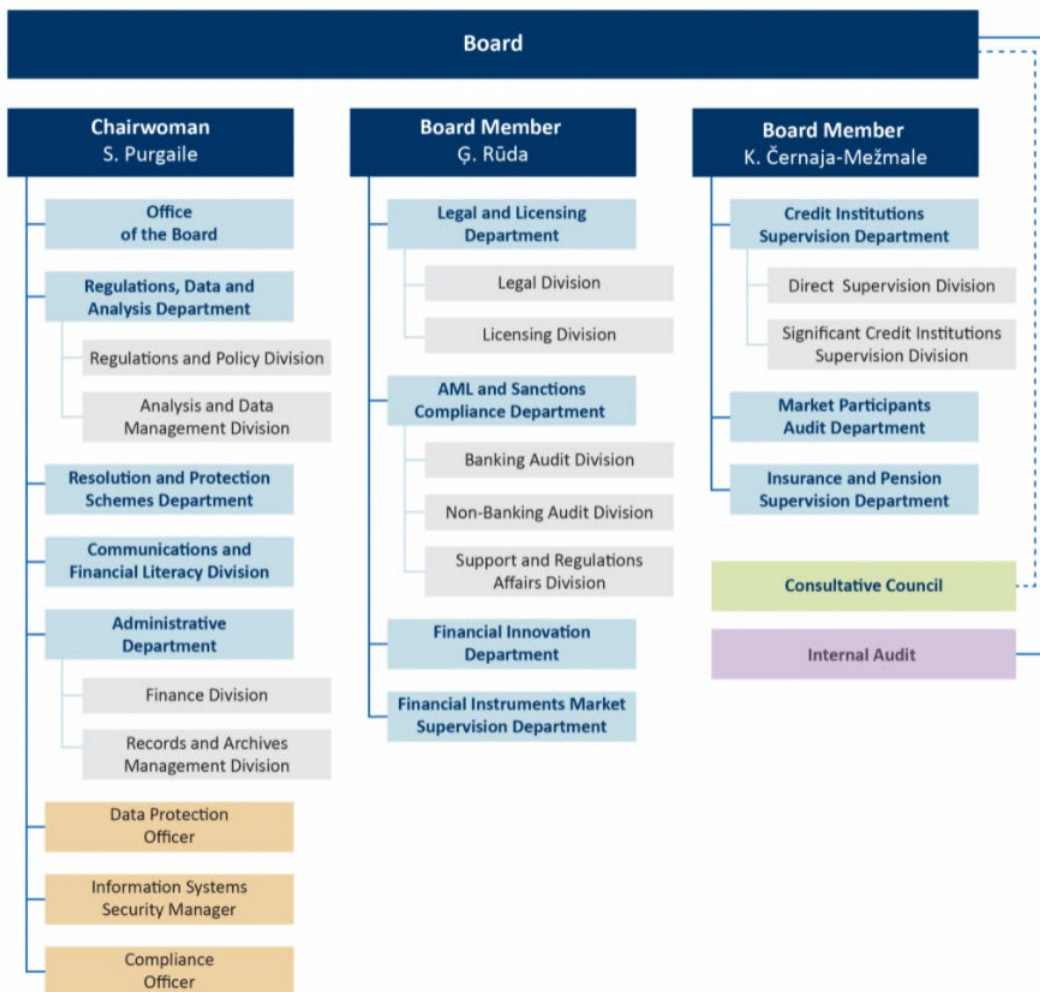 Board
Chairwoman
S. Purgaile
Office
of the Board
Regulations, Data and
Analysis Department
Regulations and Policy Division
Analysis and Data
Management Division
Resolution and Protection
Schemes Department
Communications and
Financial Literacy Division
Administrative
Department
Finance Division
Records and Archives
Management Division
Data Protection
Officer
Information Systems
Security Manager
Compliance
Officer
Board Member
Ģ. Rūda
Legal and Licensing
Department
Legal Division
Licensing Division
AML and Sanctions
Compliance Department
Banking Audit Division
Non-Banking Audit Division
Support and Regulations
Affairs Division
Financial Innovation
Department
Financial Instruments Market
Supervision Department
Board Member
K. Černaja-Mežmale
Credit Institutions
Supervision Department
Direct Supervision Division
Significant Credit Institutions
Supervision Division
Market Participants
Audit Department
Insurance and Pension
Supervision Department
Consultative Council
Internal Audit